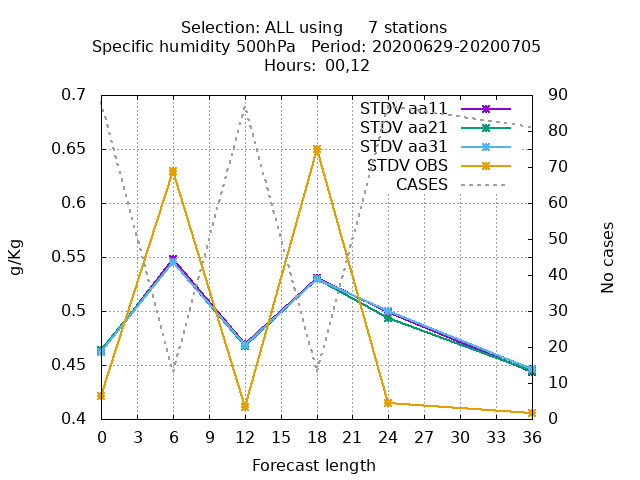 Selection: ALL using 7 stations
Specific humidity 500hPa Period: 20200629-20200705
Hours: 00,12
0.7
0.65
0.6
0.55
0.5
0.45
0.4
g/Kg
STDV aa11
STDV aa21
STDV aa31
STDV OBS
CASES
90
80
70
60
50
40
30
20
10
0
No cases
0 3 6 9 12 15 18 21 24 27 30 33 36
Forecast length